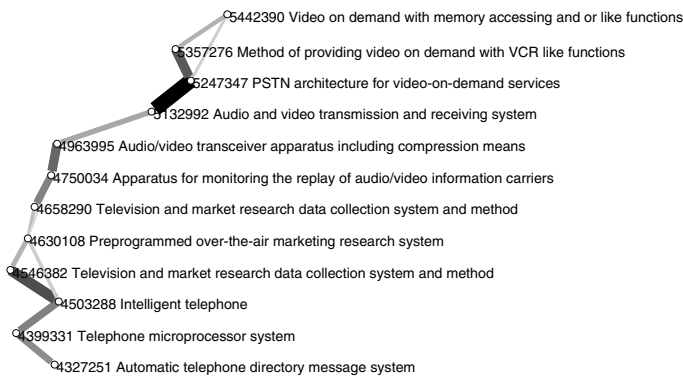 5442390 Video on demand with memory accessing and or like functions
5357276 Method of providing video on demand with VCR like functions
5247347 PSTN architecture for video-on-demand services
5132992 Audio and video transmission and receiving system
4963995 Audio/video transceiver apparatus including compression means
4750034 Apparatus for monitoring the replay of audio/video information carriers
4658290 Television and market research data collection system and method
4630108 Preprogrammed over-the-air marketing research system
4546382 Television and market research data collection system and method
4503288 Intelligent telephone
4399331 Telephone microprocessor system
4327251 Automatic telephone directory message system